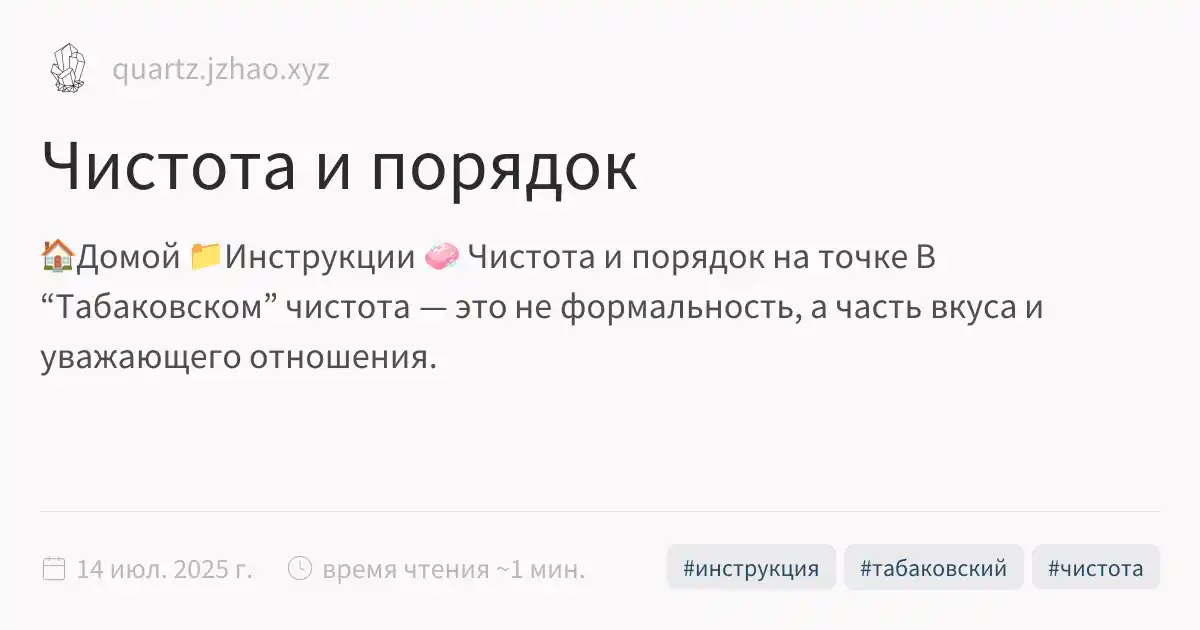 quartz.jzhao.xyz
Чистота и порядок
🏠Домой 📁Инструкции 🧼 Чистота и порядок на точке В
“Табаковском” чистота — это не формальность, а часть вкуса и
уважающего отношения.
14 июл. 2025 г. время чтения ~1 мин. #инструкция #табаковский #чистота